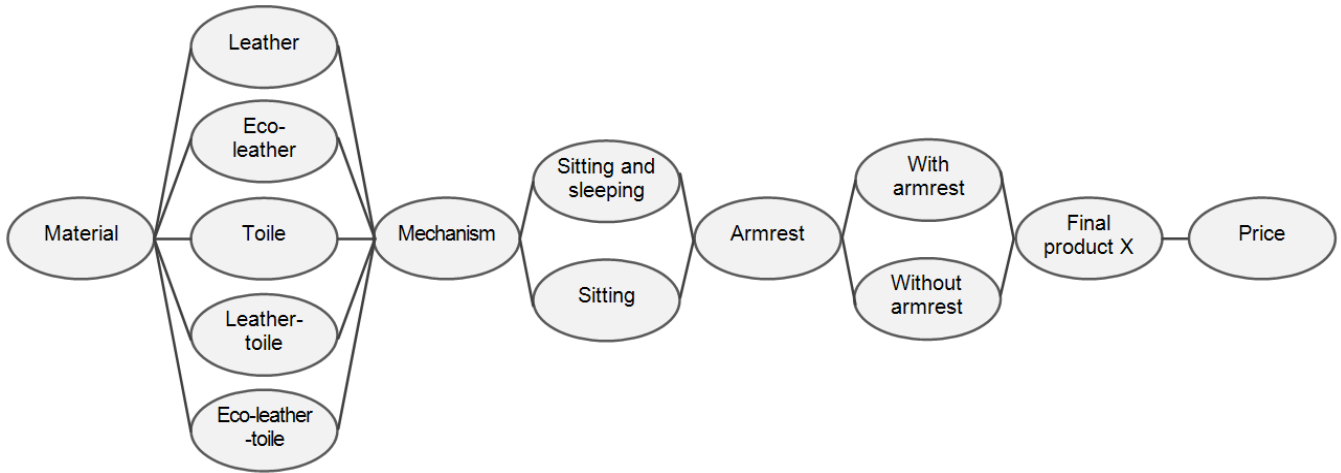 Material
Leather
Eco-
leather
Toile
Leather-
toile
Eco-leather
-toile
Mechanism
Sitting and
sleeping
Sitting
Armrest
With
armrest
Without
armrest
Final
product X
Price